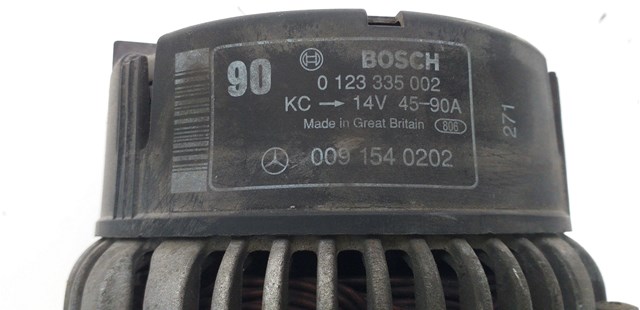 90 BOSCH
0 123 335 002
KC → 14V 45-90A
Made in Great Britain 806
009 154 0202
271